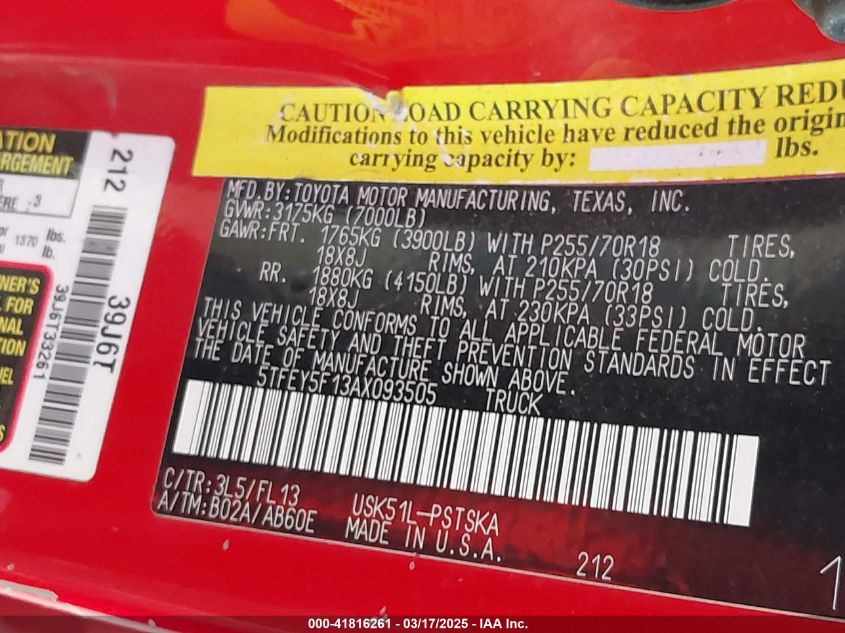 CAUTION LOAD CARRYING CAPACITY
Modifications to this vehicle have reduced the
carrying capacity by: lbs.
MFD. BY: TOYOTA MOTOR MANUFACTURING, TEXAS, INC.
GVWR: 3175KG (7000LB)
GAWR: FRT. 1765KG (3900LB) WITH P255/70R18 TIRES,
18X8J RIMS, AT 210KPA (30PSI) COLD.
RR. 1880KG (4150LB) WITH P255/70R18 TIRES,
18X8J RIMS, AT 230KPA (33PSI) COLD.
THIS VEHICLE CONFORMS TO ALL APPLICABLE FEDERAL MOTOR
VEHICLE SAFETY AND THEFT PREVENTION STANDARDS IN EFFECT
THE DATE OF MANUFACTURE SHOWN ABOVE.
5TFEY5F13AX093505 TRUCK
C/TR: 3L5/FL13
A/TM: B02A/AB60E
USK51L-PSTSKA
MADE IN U.S.A.
212
212
39J6T
39J6T33261
1370 lbs.
lbs.
000-41816261 - 03/17/2025 - IAA Inc.